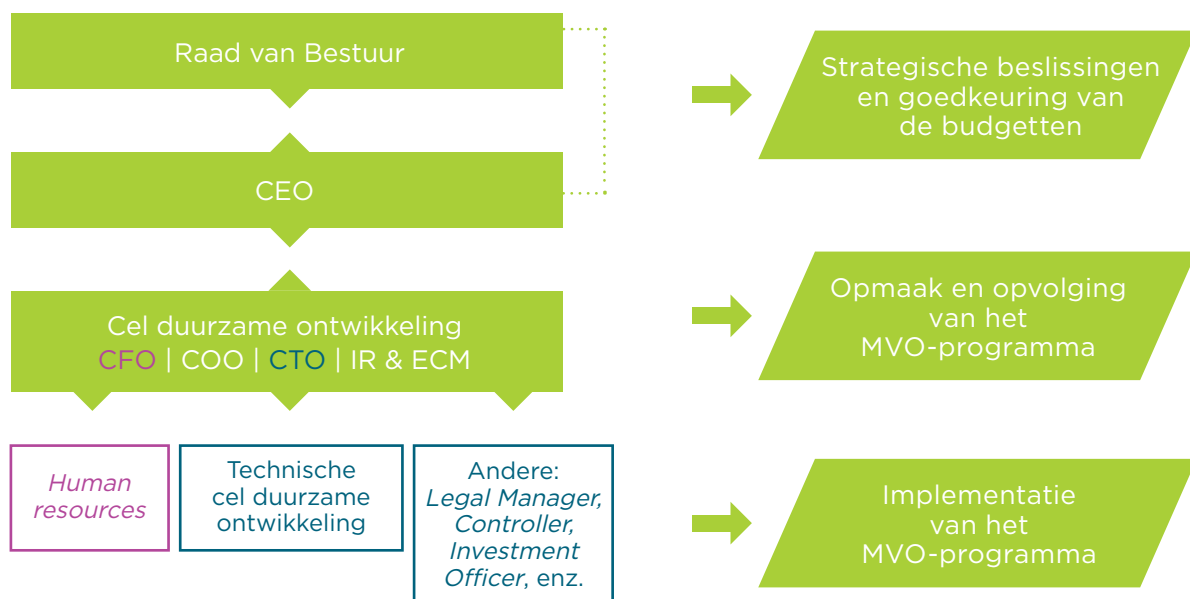 Raad van Bestuur
Strategische beslissingen
en goedkeuring van
de budgetten
CEO
Cel duurzame ontwikkeling
CFO | COO | CTO | IR & ECM
Opmaak en opvolging
van het
MVO-programma
Human
resources
Technische
cel duurzame
ontwikkeling
Andere:
Legal Manager,
Controller,
Investment
Officer, enz.
Implementatie
van het
MVO-programma